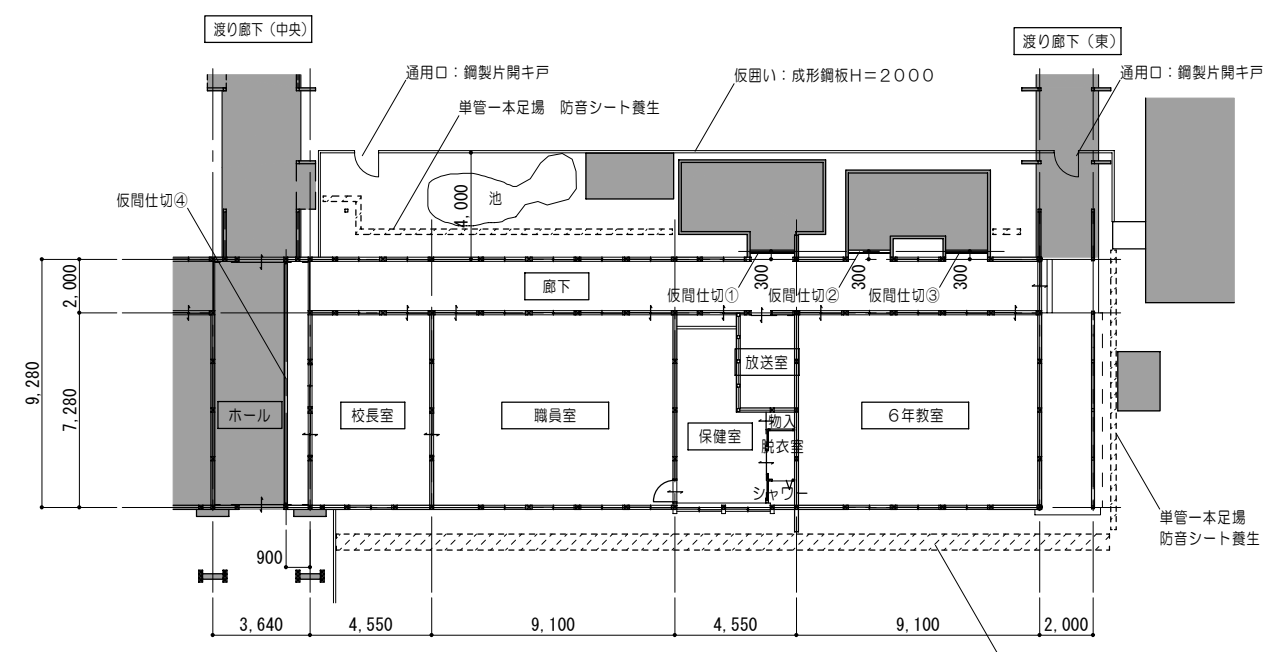 渡り廊下（中央）
渡り廊下（東）
通用口：鋼製片開キ戸
仮囲い：成形鋼板H＝2000
通用口：鋼製片開キ戸
単管一本足場　防音シート養生
池
4,000
仮間仕切④
2,000
廊下
仮間仕切①
300
仮間仕切②
300
仮間仕切③
300
9,280
7,280
放送室
ホール
校長室
職員室
保健室
物入
脱衣室
シャワー
6年教室
単管一本足場
防音シート養生
900
3,640
4,550
9,100
4,550
9,100
2,000